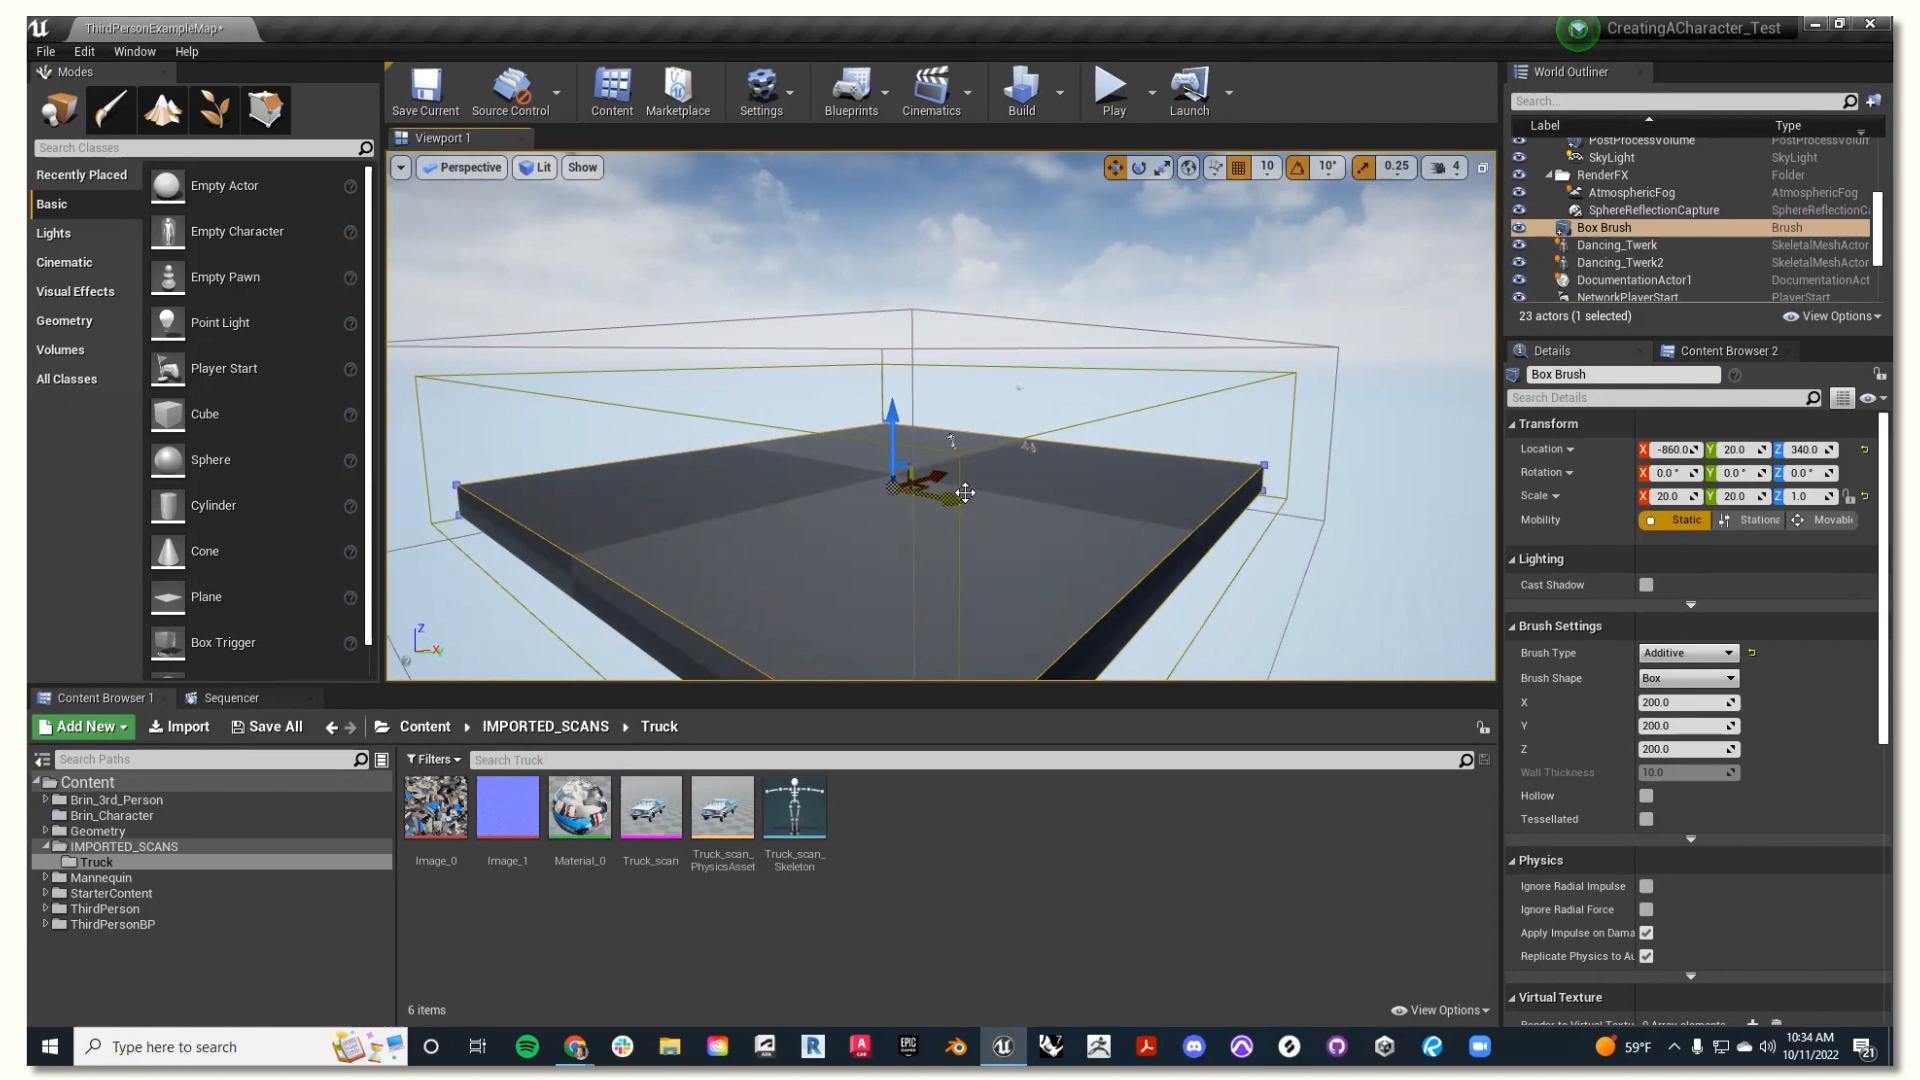 ThirdPersonExampleMap*
CreatingACharacter_Test
File Edit Window Help
Modes
Search Classes
Recently Placed
Basic
Lights
Cinematic
Visual Effects
Geometry
Volumes
All Classes
Empty Actor
Empty Character
Empty Pawn
Point Light
Player Start
Cube
Sphere
Cylinder
Cone
Plane
Box Trigger
Save Current Source Control Content Marketplace Settings Blueprints Cinematics Build Play Launch
Viewport 1
Perspective Lit Show
10 10° 0.25 4
Z
X
World Outliner
Search...
Label Type
PostProcessVolume PostProcessVolum
SkyLight SkyLight
RenderFX Folder
AtmosphericFog AtmosphericFog
SphereReflectionCapture SphereReflectionC
Box Brush Brush
Dancing_Twerk SkeletalMeshActor
Dancing_Twerk2 SkeletalMeshActor
DocumentationActor1 DocumentationAct
NetworkPlayerStart PlayerStart
23 actors (1 selected) View Options
Details Content Browser 2
Box Brush
Search Details
Transform
Location X -860.0 Y 20.0 Z 340.0
Rotation X 0.0 ° Y 0.0 ° Z 0.0 °
Scale X 20.0 Y 20.0 Z 1.0
Mobility Static Stationa Movabl
Lighting
Cast Shadow
Brush Settings
Brush Type Additive
Brush Shape Box
X 200.0
Y 200.0
Z 200.0
Wall Thickness 10.0
Hollow
Tessellated
Physics
Ignore Radial Impulse
Ignore Radial Force
Apply Impulse on Dama
Replicate Physics to Au
Virtual Texture
Content Browser 1 Sequencer
Add New Import Save All Content IMPORTED_SCANS Truck
Search Paths
Filters Search Truck
Content
Brin_3rd_Person
Brin_Character
Geometry
IMPORTED_SCANS
Truck
Mannequin
StarterContent
ThirdPerson
ThirdPersonBP
Image_0
Image_1
Material_0
Truck_scan
Truck_scan_
PhysicsAsset
Truck_scan_
Skeleton
6 items View Options
Type here to search
59°F
10:34 AM
10/11/2022
21